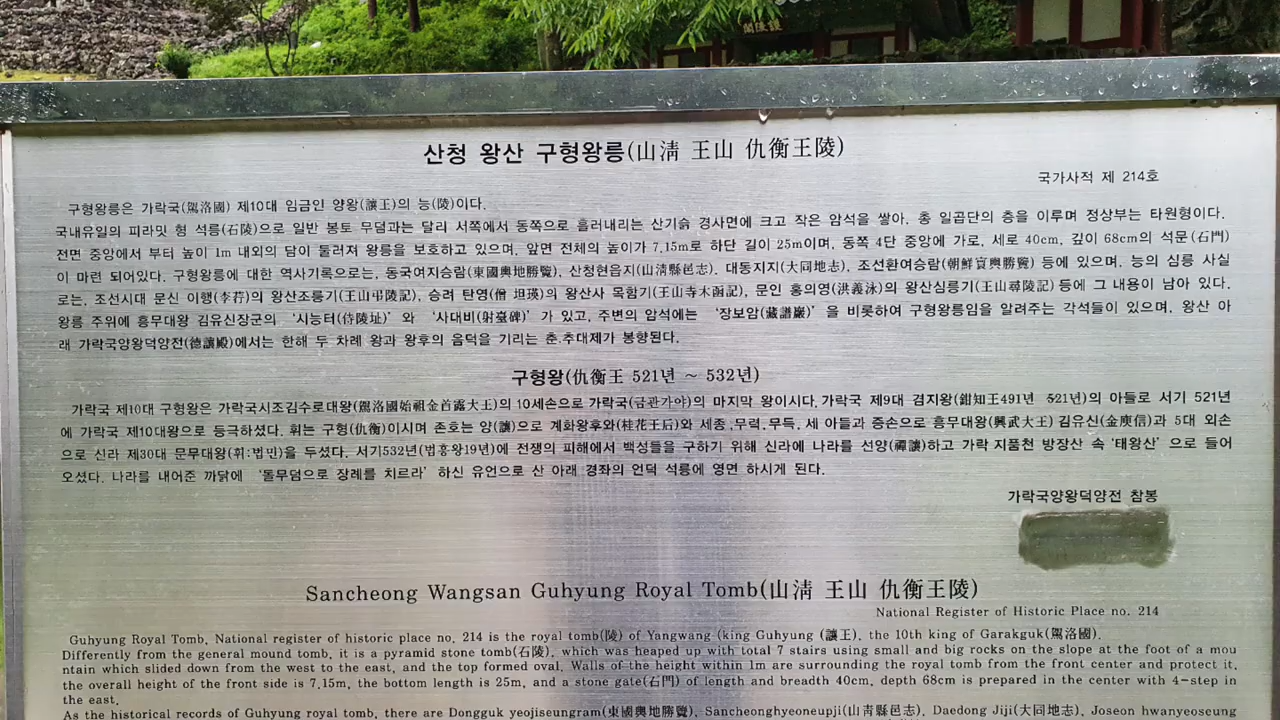 산청 왕산 구형왕릉(山淸 王山 仇衡王陵)
국가사적 제 214호
구형왕릉은 가락국(駕洛國) 제10대 임금인 양왕(讓王)의 능(陵)이다.
국내유일의 피라밋 형 석릉(石陵)으로 일반 봉토 무덤과는 달리 서쪽에서 동쪽으로 흘러내리는 산기슭 경사면에 크고 작은 암석을 쌓아, 총 일곱단의 층을 이루며 정상부는 타원형이다.
전면 중앙에서 부터 높이 1m 내외의 담이 둘러져 왕릉을 보호하고 있으며, 앞면 전체의 높이가 7.15m로 하단 길이 25m이며, 동쪽 4단 중앙에 가로, 세로 40cm, 깊이 68cm의 석문(石門)
이 마련 되어있다. 구형왕릉에 대한 역사기록으로는, 동국여지승람(東國輿地勝覽), 산청현읍지(山淸縣邑志), 대동지지(大同地志), 조선환여승람(朝鮮寰輿勝覽) 등에 있으며, 능의 심릉 사실
로는, 조선시대 문신 이행(李荇)의 왕산조릉기(王山弔陵記), 승려 탄영(僧 坦瑛)의 왕산사 목함기(王山寺木函記), 문인 홍의영(洪義泳)의 왕산심릉기(王山尋陵記) 등에 그 내용이 남아 있다.
왕릉 주위에 흥무대왕 김유신장군의 ‘시능터(侍陵址)’와 ‘사대비(射臺碑)’가 있고, 주변의 암석에는 ‘장보암(藏譜巖)’을 비롯하여 구형왕릉임을 알려주는 각석들이 있으며, 왕산 아
래 가락국양왕덕양전(德讓殿)에서는 한해 두 차례 왕과 왕후의 음덕을 기리는 춘.추대제가 봉향된다.
구형왕(仇衡王 521년 ~ 532년)
가락국 제10대 구형왕은 가락국시조김수로대왕(駕洛國始祖金首露大王)의 10세손으로 가락국(금관가야)의 마지막 왕이시다. 가락국 제9대 겸지왕(鉗知王491년 521년)의 아들로 서기 521년
에 가락국 제10대왕으로 등극하셨다. 휘는 구형(仇衡)이시며 존호는 양(讓)으로 계화왕후와(桂花王后)와 세종,무력,무득, 세 아들과 증손으로 흥무대왕(興武大王) 김유신(金庾信)과 5대 외손
으로 신라 제30대 문무대왕(휘:법민)을 두셨다. 서기532년(법흥왕19년)에 전쟁의 피해에서 백성들을 구하기 위해 신라에 나라를 선양(禪讓)하고 가락 지품천 방장산 속 ‘태왕산’으로 들어
오셨다. 나라를 내어준 까닭에 ‘돌무덤으로 장례를 치르라’하신 유언으로 산 아래 경좌의 언덕 석릉에 영면 하시게 된다.
가락국양왕덕양전 참봉
Sancheong Wangsan Guhyung Royal Tomb(山淸 王山 仇衡王陵)
National Register of Historic Place no. 214
Guhyung Royal Tomb, National register of historic place no. 214 is the royal tomb(陵) of Yangwang (king Guhyung (讓王), the 10th king of Garakguk(駕洛國).
Differently from the general mound tomb, it is a pyramid stone tomb(石陵), which was heaped up with total 7 stairs using small and big rocks on the slope at the foot of a mou
ntain which slided down from the west to the east, and the top formed oval. Walls of the height within 1m are surrounding the royal tomb from the front center and protect it,
the overall height of the front side is 7.15m, the bottom length is 25m, and a stone gate(石門) of length and breadth 40cm, depth 68cm is prepared in the center with 4-step in
the east.
As the historical records of Guhyung royal tomb, there are Dongguk yeojiseungram(東國輿地勝覽), Sancheonghyeoneupji(山靑縣邑志), Daedong Jiji(大同地志), Joseon hwanyeoseung